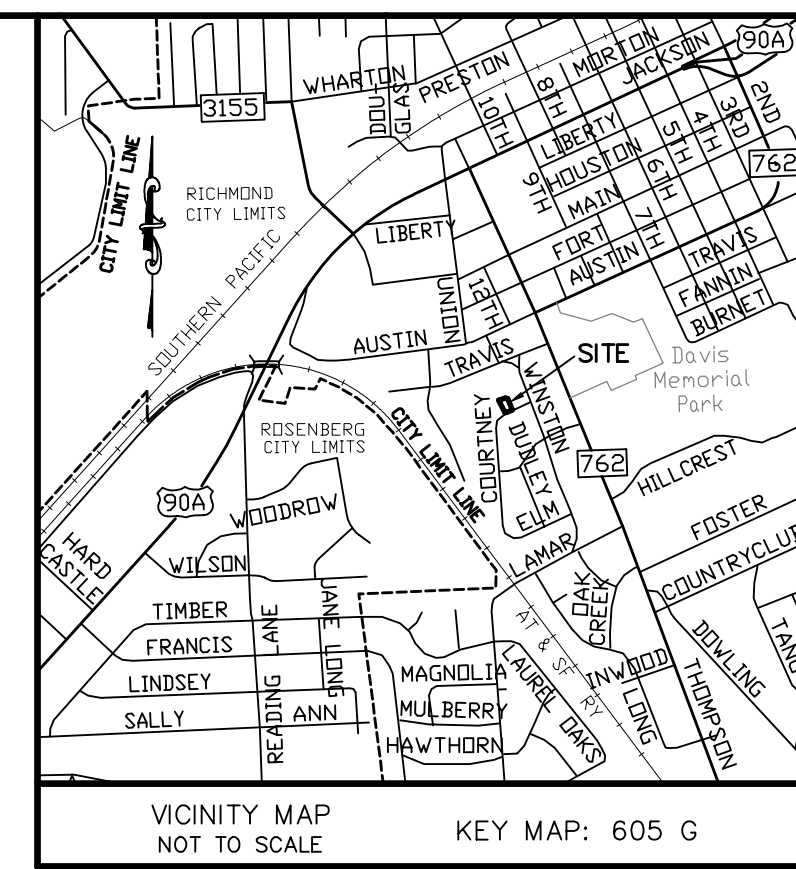 90A
MORTON
JACKSON
WHARTON
PRESTON
DOU-
GLAS
3155
10TH
8TH
2ND
3RD
4TH
5TH
6TH
7TH
9TH
LIBERTY
HOUSTON
MAIN
FORT
AUSTIN
762
CITY LIMIT LINE
RICHMOND
CITY LIMITS
SOUTHERN PACIFIC
LIBERTY
UNION
12TH
TRAVIS
FANNIN
BURNET
AUSTIN
TRAVIS
SITE
Davis
Memorial
Park
WINSTON
COURTNEY
DUDLEY
ELM
ROSENBERG
CITY LIMITS
CITY LIMIT LINE
762
HILLCREST
90A
WOODROW
FOSTER
HARD
CASTLE
WILSON
LAMAR
COUNTRYCLU
OAK
CREEK
TIMBER
FRANCIS
LINDSEY
SALLY
ANN
READING LANE
JANE LONG
AT & SF RY
MAGNOLIA
MULBERRY
HAWTHORN
LAUREL OAKS
INWOOD
LONG
THOMPSON
DOWLING
TANG
VICINITY MAP
NOT TO SCALE
KEY MAP: 605 G